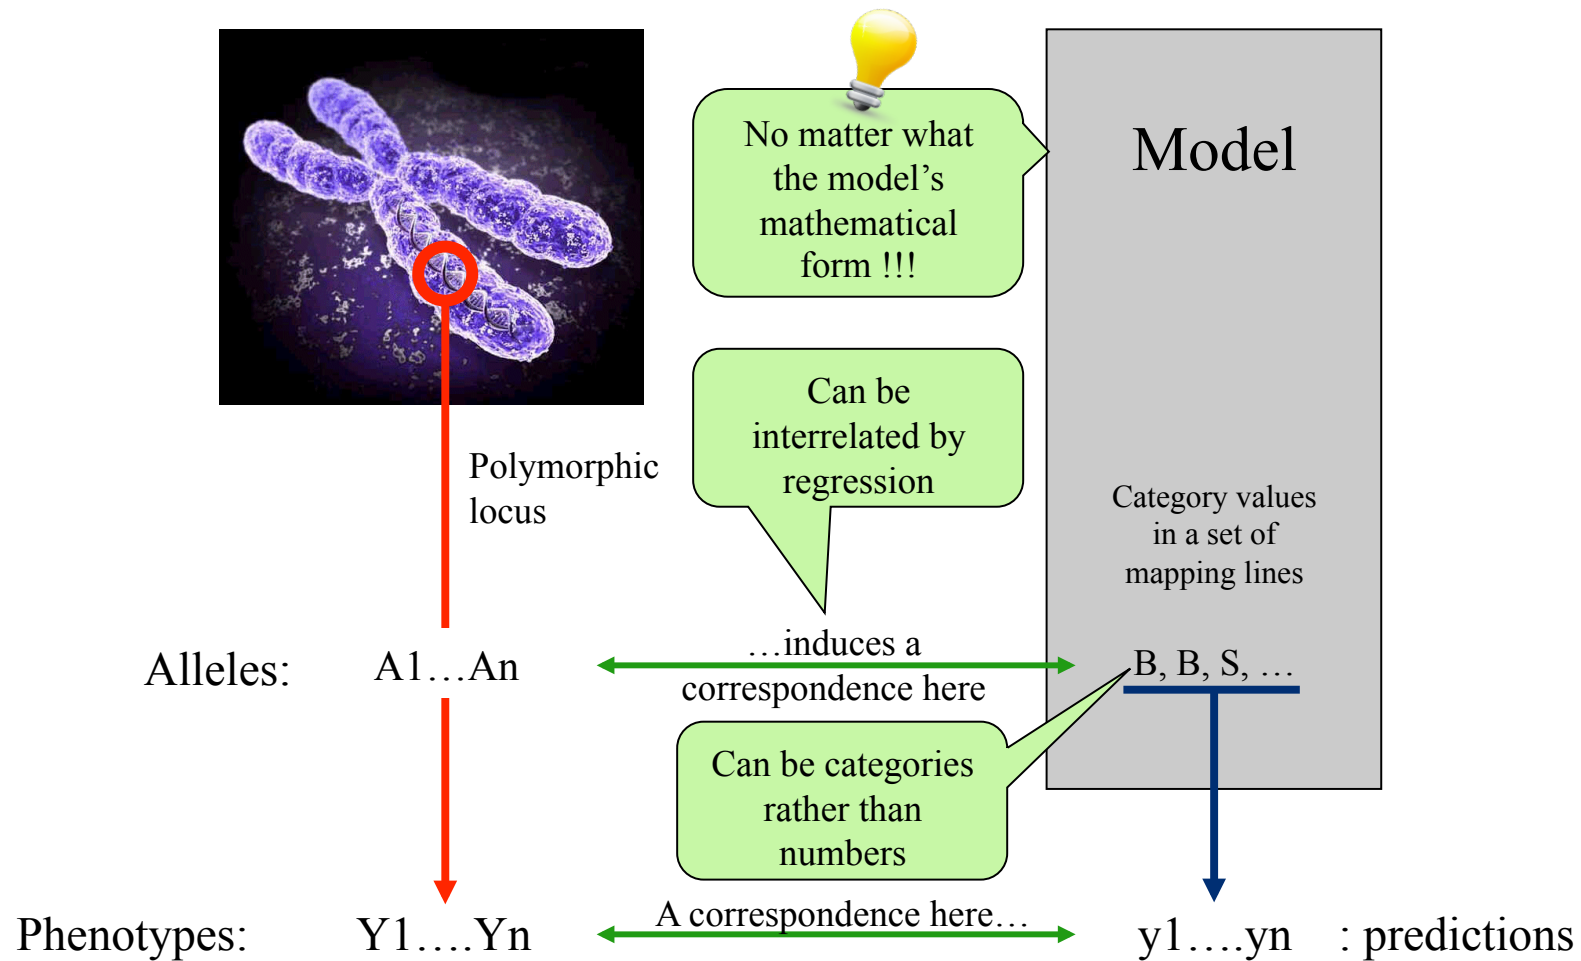 No matter what
the model’s
mathematical
form !!!
Model
Can be
interrelated by
regression
Polymorphic
locus
Category values
in a set of
mapping lines
Alleles:
A1…An
…induces a
correspondence here
B, B, S, …
Can be categories
rather than
numbers
Phenotypes:
Y1….Yn
A correspondence here…
y1….yn
: predictions